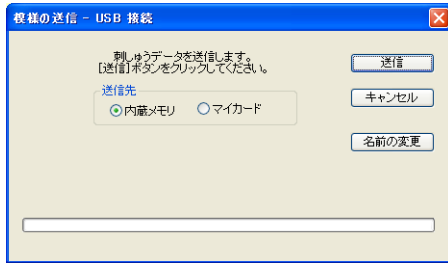 模様の送信 - USB 接続
刺しゅうデータを送信します。
[送信]ボタンをクリックしてください。
送信先
内蔵メモリ
マイカード
送信
キャンセル
名前の変更